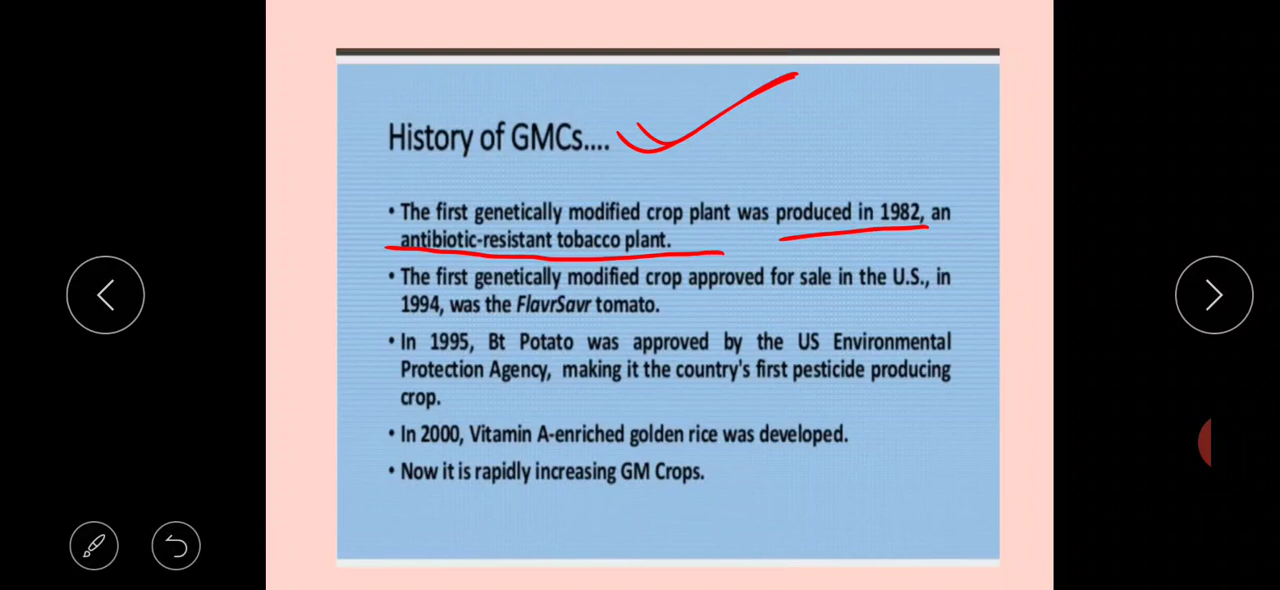 History of GMCs....
• The first genetically modified crop plant was produced in 1982, an
antibiotic-resistant tobacco plant.
• The first genetically modified crop approved for sale in the U.S., in
1994, was the FlavrSavr tomato.
• In 1995, Bt Potato was approved by the US Environmental
Protection Agency, making it the country's first pesticide producing
crop.
• In 2000, Vitamin A-enriched golden rice was developed.
• Now it is rapidly increasing GM Crops.